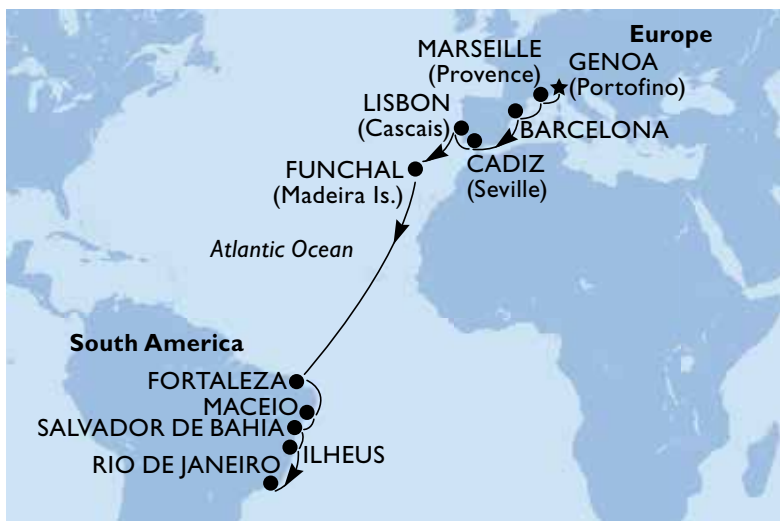 Europe
MARSEILLE
(Provence)
GENOA
(Portofino)
LISBON
(Cascais)
BARCELONA
CADIZ
(Seville)
FUNCHAL
(Madeira Is.)
Atlantic Ocean
South America
FORTALEZA
MACEIO
SALVADOR DE BAHIA
ILHEUS
RIO DE JANEIRO